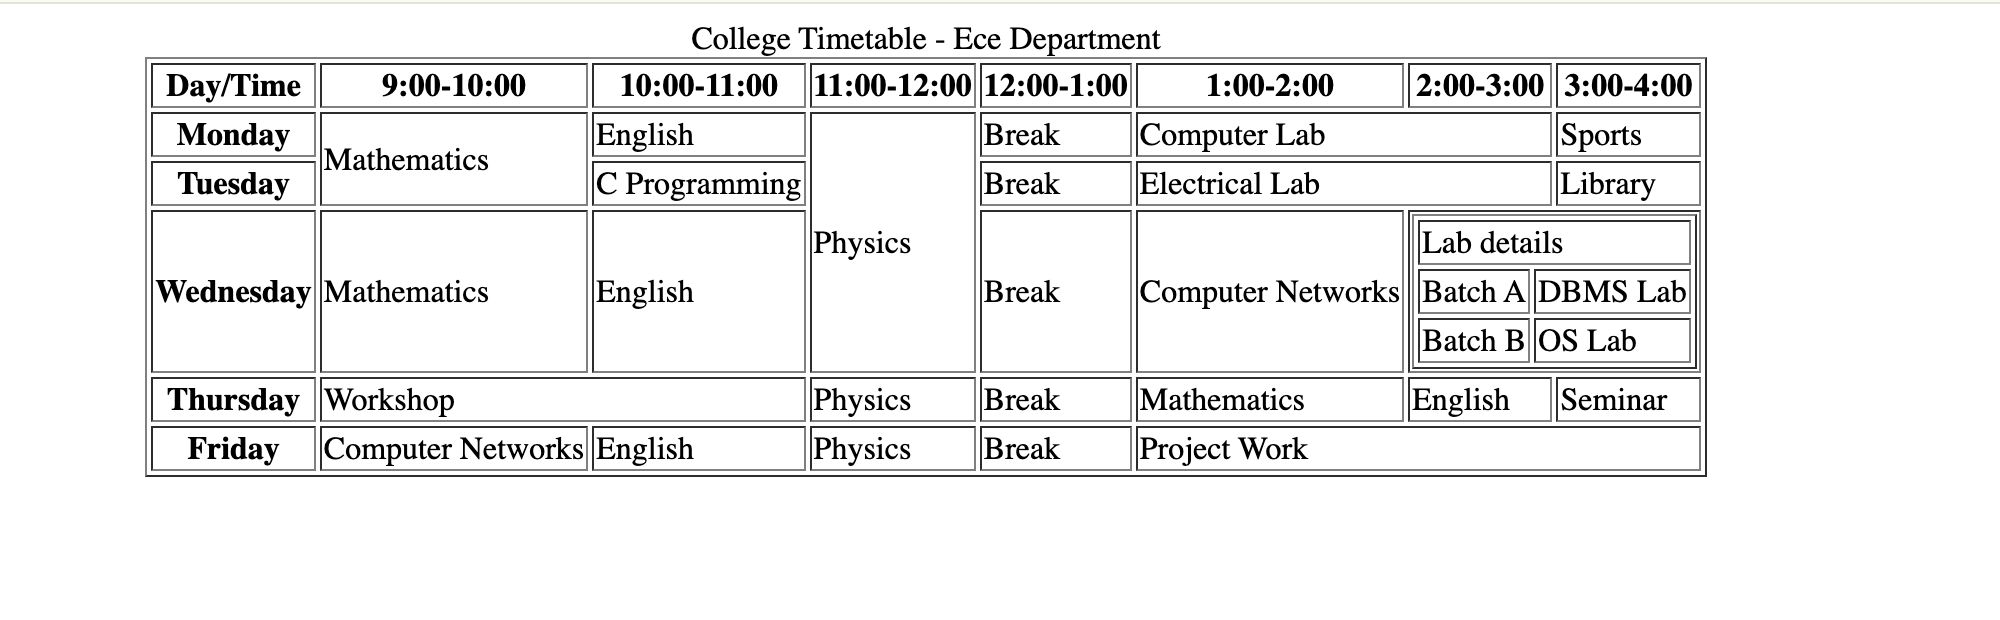 College Timetable - Ece Department
Day/Time 9:00-10:00 10:00-11:00 11:00-12:00 12:00-1:00 1:00-2:00 2:00-3:00 3:00-4:00
Monday Mathematics English Physics Break Computer Lab Sports
Tuesday C Programming Break Electrical Lab Library
Wednesday Mathematics English Break Computer Networks Lab details
Batch A DBMS Lab
Batch B OS Lab
Thursday Workshop Physics Break Mathematics English Seminar
Friday Computer Networks English Physics Break Project Work